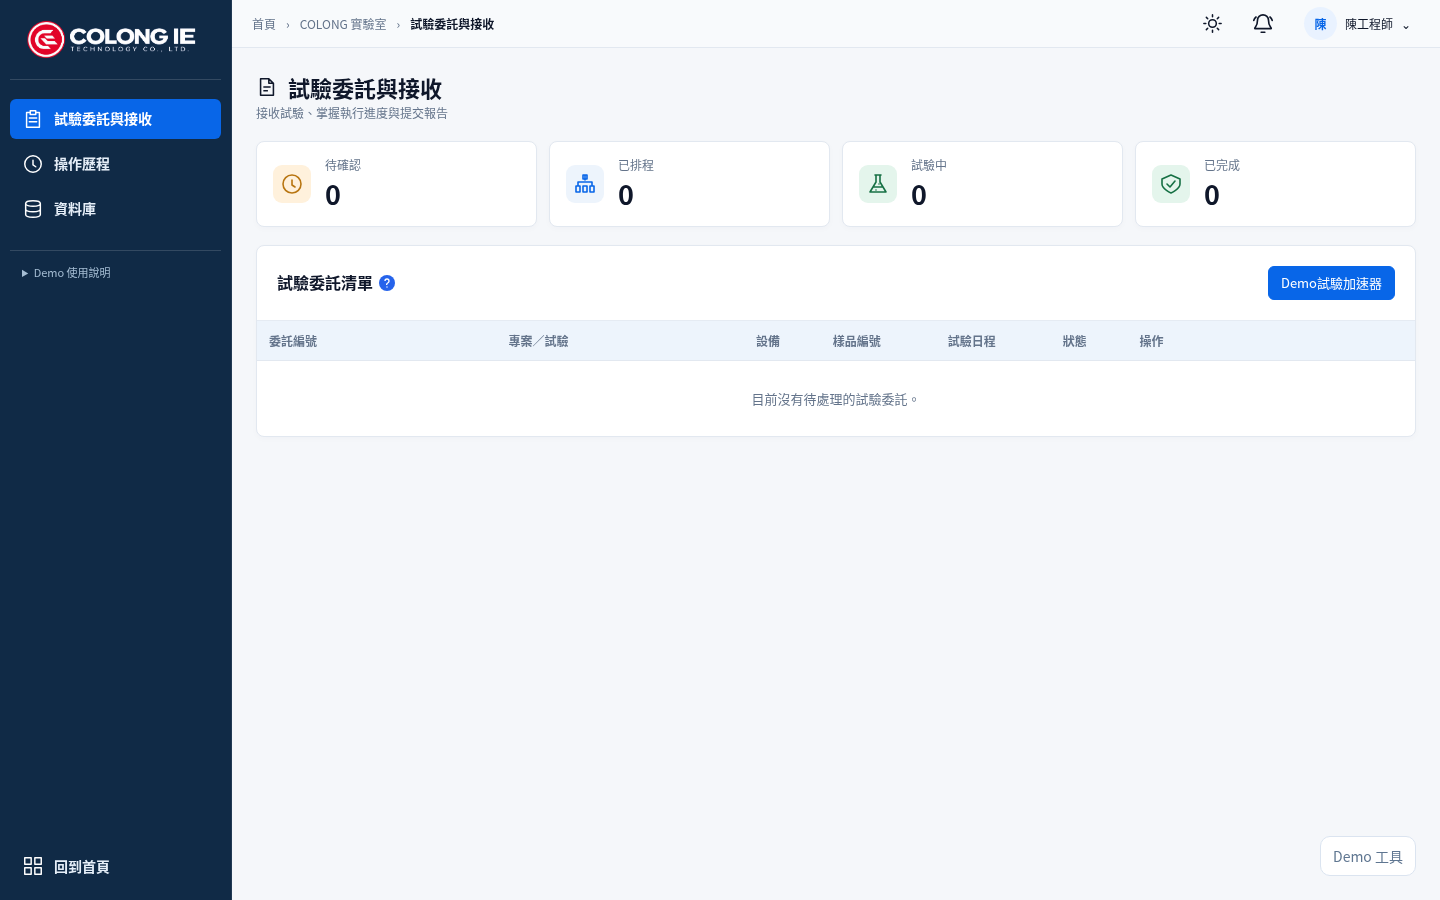 COLONG IE
TECHNOLOGY CO., LTD.
試驗委託與接收
操作歷程
資料庫
Demo 使用說明
回到首頁
首頁 › COLONG 實驗室 › 試驗委託與接收
陳 陳工程師
試驗委託與接收
接收試驗、掌握執行進度與提交報告
待確認
0
已排程
0
試驗中
0
已完成
0
試驗委託清單 ?
Demo試驗加速器
委託編號 專案／試驗 設備 樣品編號 試驗日程 狀態 操作
目前沒有待處理的試驗委託。
Demo 工具